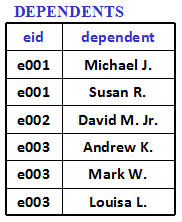 DEPENDENTS
eid dependent
e001 Michael J.
e001 Susan R.
e002 David M. Jr.
e003 Andrew K.
e003 Mark W.
e003 Louisa L.